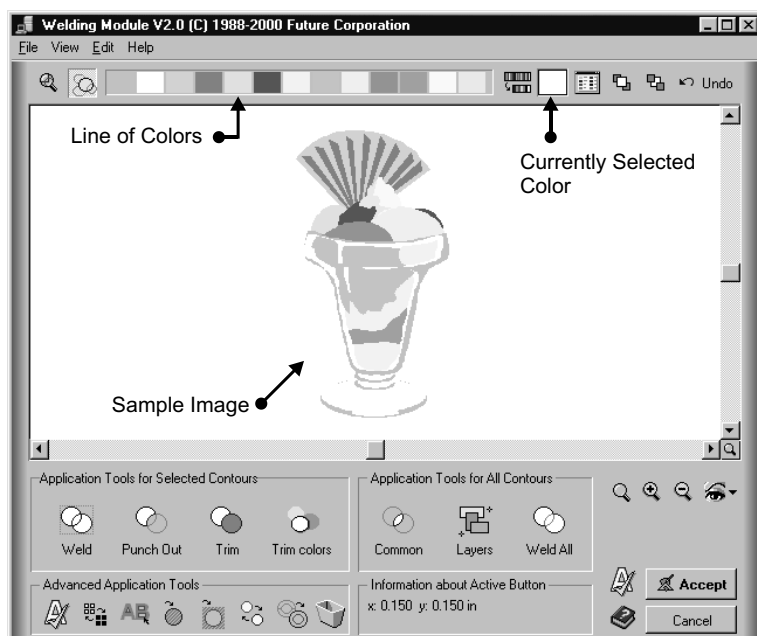 Welding Module V2.0 (C) 1988-2000 Future Corporation
File View Edit Help
Undo
Line of Colors
Currently Selected
Color
Sample Image
Application Tools for Selected Contours
Weld Punch Out Trim Trim colors
Application Tools for All Contours
Common Layers Weld All
Advanced Application Tools
AB
Information about Active Button
x: 0.150 y: 0.150 in
Accept
Cancel